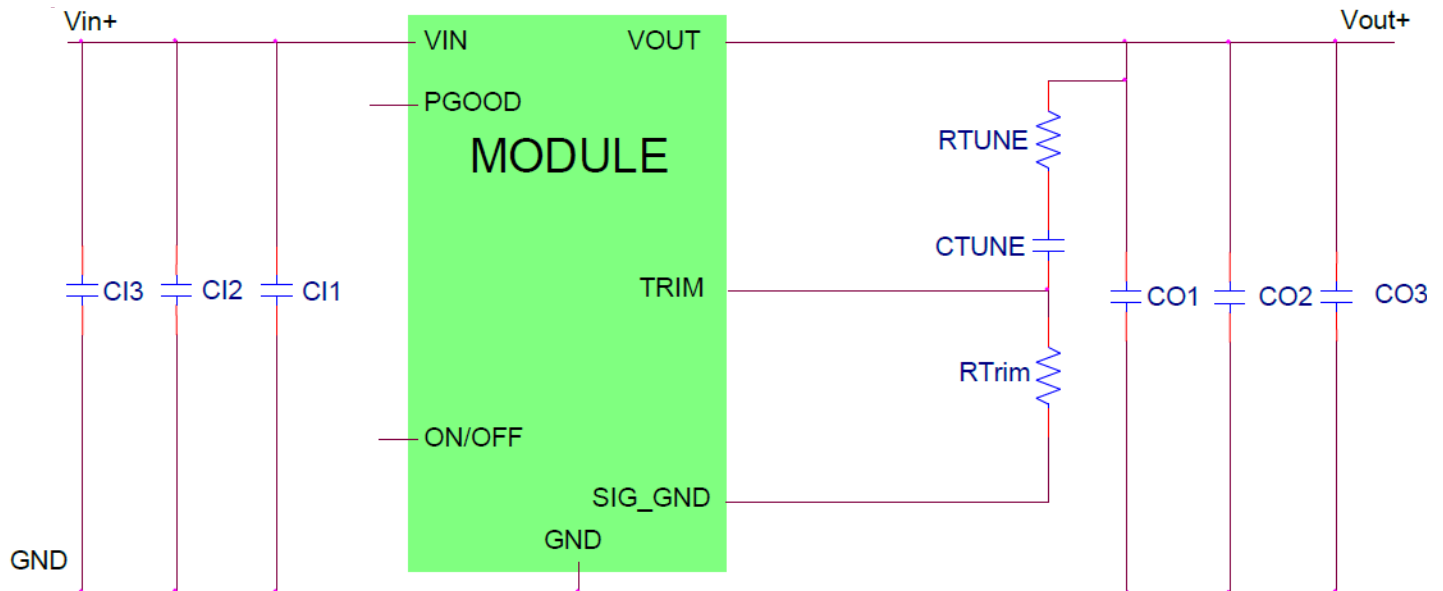 Vin+
Vout+
VIN
VOUT
PGOOD
MODULE
RTUNE
CTUNE
TRIM
CI3
CI2
CI1
CO1
CO2
CO3
RTrim
ON/OFF
SIG_GND
GND
GND